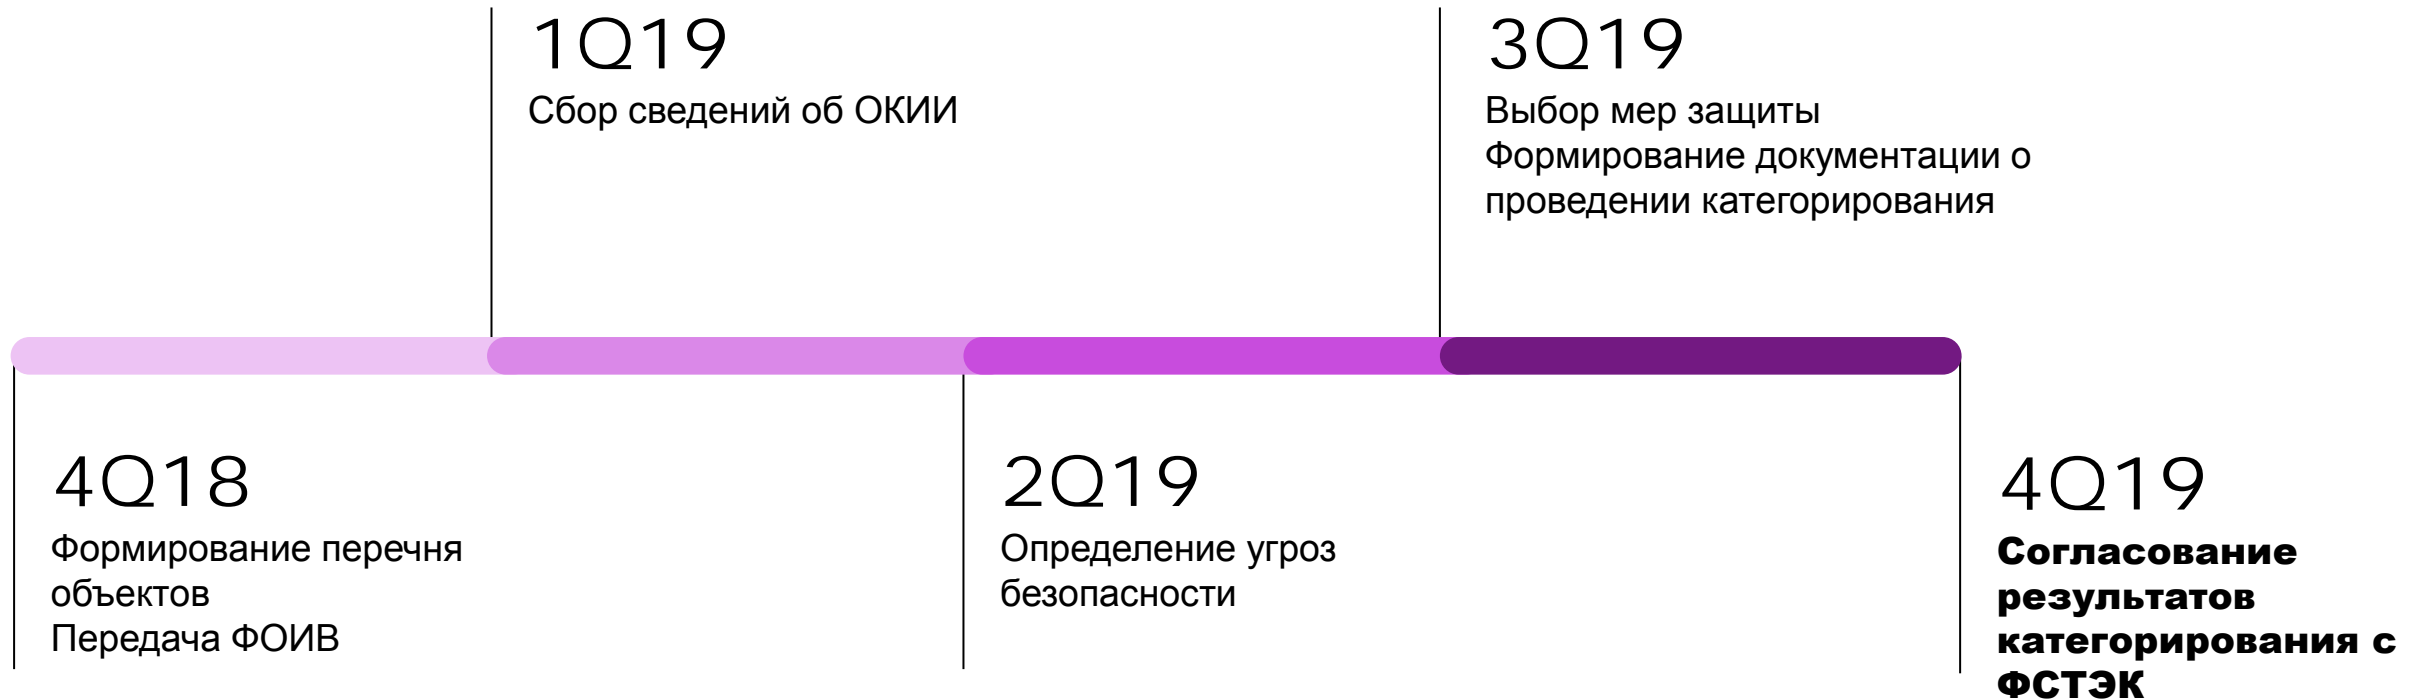 1Q19
Сбор сведений об ОКИИ
3Q19
Выбор мер защиты
Формирование документации о
проведении категорирования
4Q18
Формирование перечня
объектов
Передача ФОИВ
2Q19
Определение угроз
безопасности
4Q19
Согласование
результатов
категорирования с
ФСТЭК